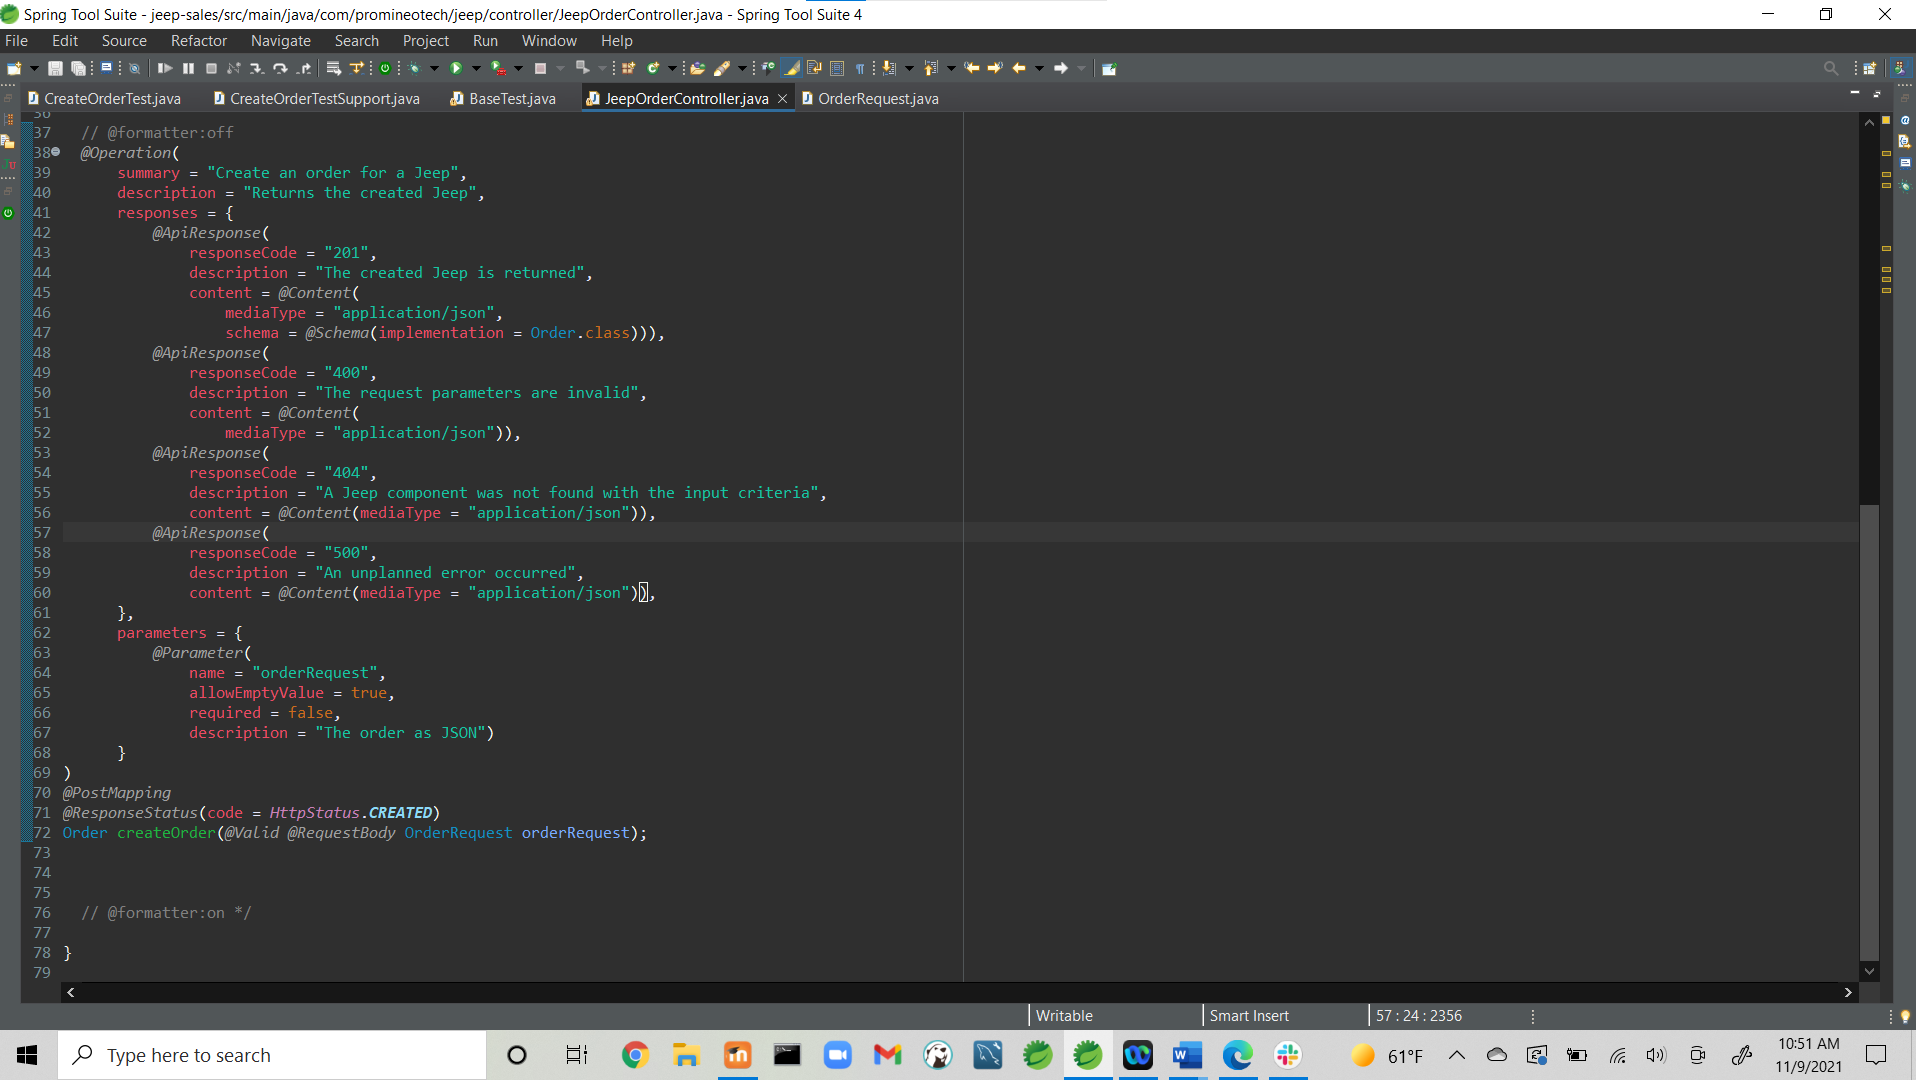 Spring Tool Suite - jeep-sales/src/main/java/com/promineotech/jeep/controller/JeepOrderController.java - Spring Tool Suite 4
File Edit Source Refactor Navigate Search Project Run Window Help
CreateOrderTest.java CreateOrderTestSupport.java BaseTest.java JeepOrderController.java OrderRequest.java
36
37 // @formatter:off
38 @Operation(
39 summary = "Create an order for a Jeep",
40 description = "Returns the created Jeep",
41 responses = {
42 @ApiResponse(
43 responseCode = "201",
44 description = "The created Jeep is returned",
45 content = @Content(
46 mediaType = "application/json",
47 schema = @Schema(implementation = Order.class))),
48 @ApiResponse(
49 responseCode = "400",
50 description = "The request parameters are invalid",
51 content = @Content(
52 mediaType = "application/json")),
53 @ApiResponse(
54 responseCode = "404",
55 description = "A Jeep component was not found with the input criteria",
56 content = @Content(mediaType = "application/json")),
57 @ApiResponse(
58 responseCode = "500",
59 description = "An unplanned error occurred",
60 content = @Content(mediaType = "application/json")),
61 },
62 parameters = {
63 @Parameter(
64 name = "orderRequest",
65 allowEmptyValue = true,
66 required = false,
67 description = "The order as JSON")
68 }
69 )
70 @PostMapping
71 @ResponseStatus(code = HttpStatus.CREATED)
72 Order createOrder(@Valid @RequestBody OrderRequest orderRequest);
73
74
75
76 // @formatter:on */
77
78 }
79
Writable Smart Insert 57 : 24 : 2356
Type here to search 61°F 10:51 AM
11/9/2021